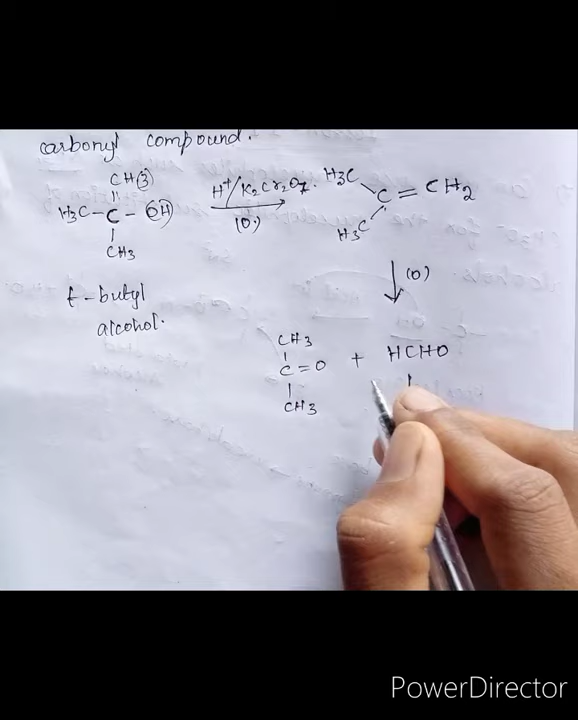 carbonyl compound.
CH3
H3C-C-OH
CH3
H+/K2Cr2O7.
(O)
H3C
C=CH2
H3C
t-butyl
alcohol.
(O)
CH3
C=O + HCHO
CH3
PowerDirector